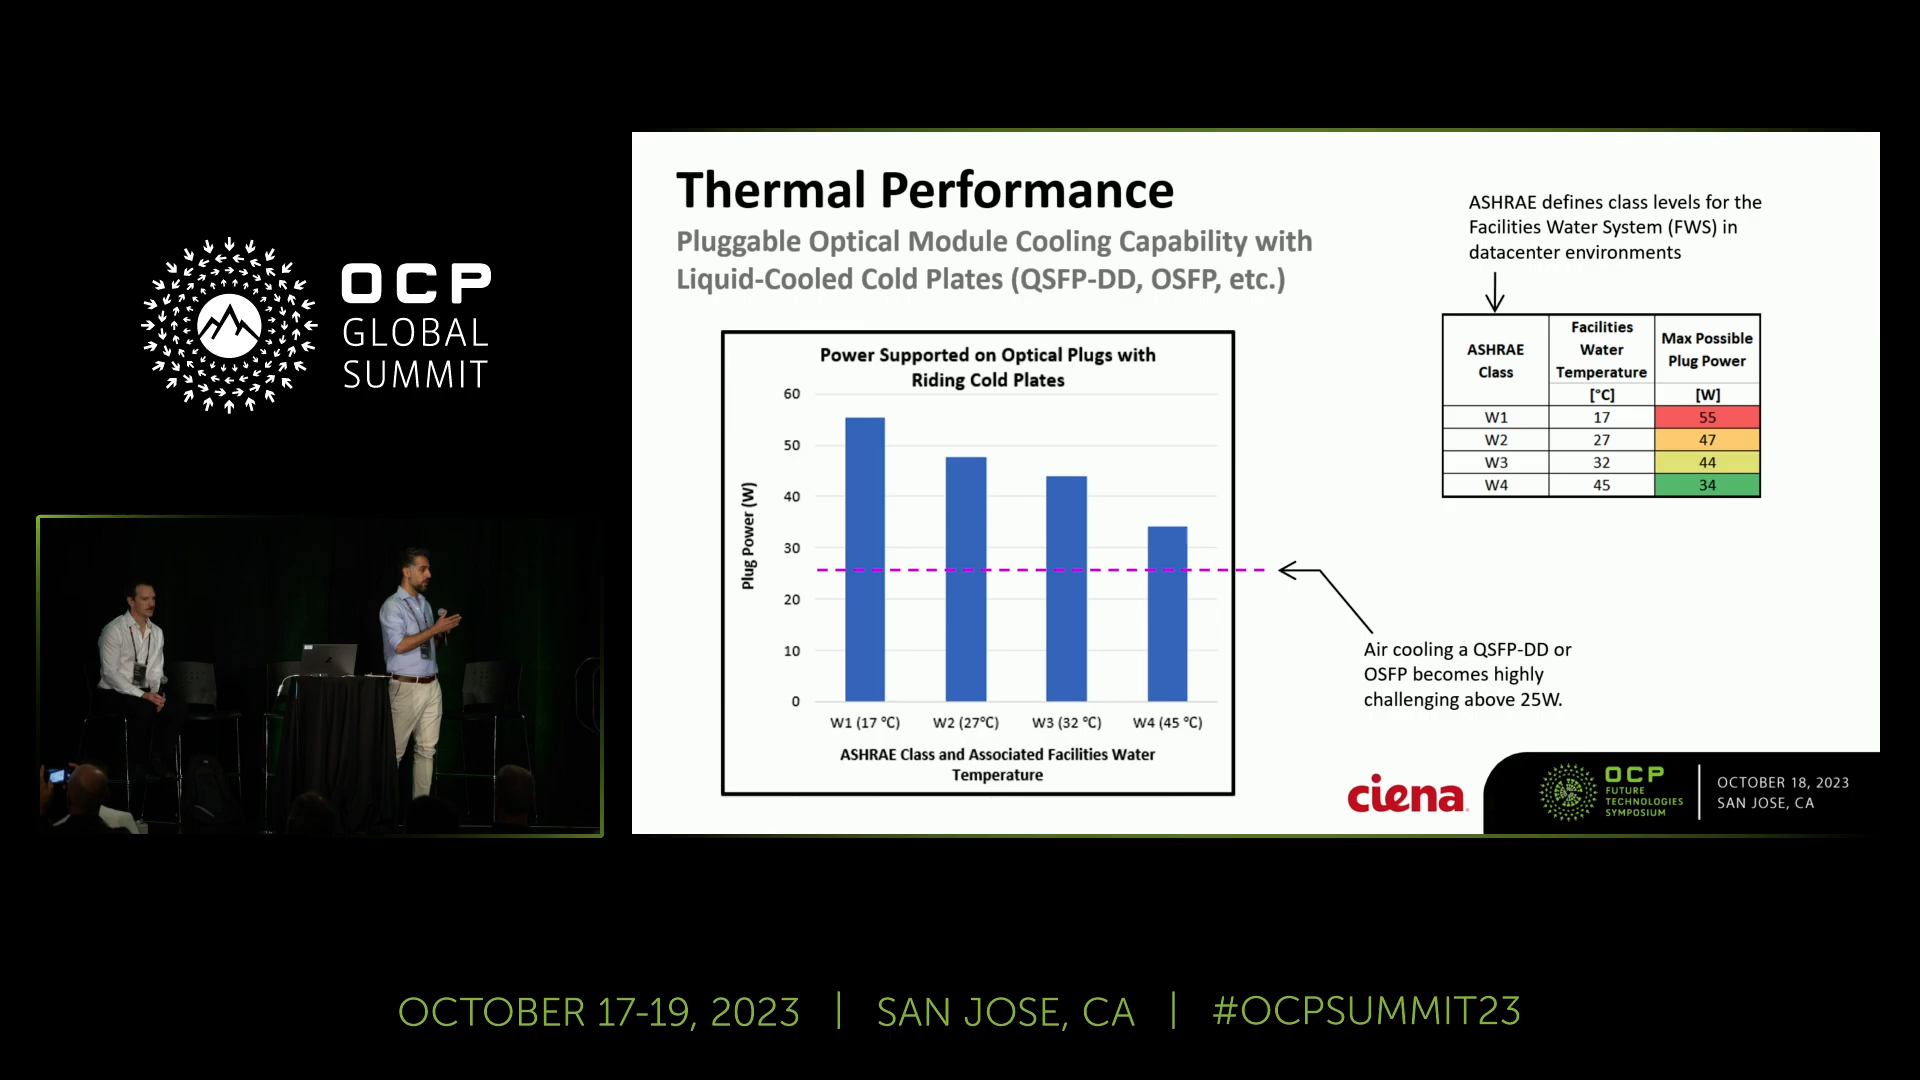 OCP
GLOBAL
SUMMIT
Thermal Performance
Pluggable Optical Module Cooling Capability with
Liquid-Cooled Cold Plates (QSFP-DD, OSFP, etc.)
ASHRAE defines class levels for the
Facilities Water System (FWS) in
datacenter environments
Power Supported on Optical Plugs with
Riding Cold Plates
Plug Power (W)
60
50
40
30
20
10
0
W1 (17 °C) W2 (27°C) W3 (32 °C) W4 (45 °C)
ASHRAE Class and Associated Facilities Water
Temperature
ASHRAE Class Facilities Water Temperature Max Possible Plug Power
[°C] [W]
W1 17 55
W2 27 47
W3 32 44
W4 45 34
Air cooling a QSFP-DD or
OSFP becomes highly
challenging above 25W.
ciena
OCP
FUTURE
TECHNOLOGIES
SYMPOSIUM
OCTOBER 18, 2023
SAN JOSE, CA
OCTOBER 17-19, 2023 | SAN JOSE, CA | #OCPSUMMIT23